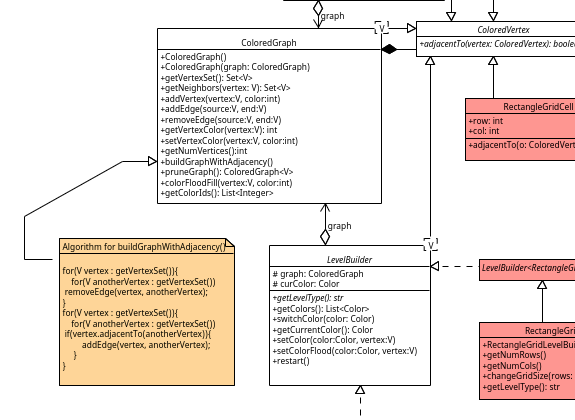 graph
V
ColoredGraph
+ColoredGraph()
+ColoredGraph(graph: ColoredGraph)
+getVertexSet(): Set<V>
+getNeighbors(vertex: V): Set<V>
+addVertex(vertex:V, color:int)
+addEdge(source:V, end:V)
+removeEdge(source:V, end:V)
+getVertexColor(vertex:V): int
+setVertexColor(V, color:int)
+getNumVertices():int
+buildGraphWithAdjacency()
+pruneGraph(): ColoredGraph<V>
+colorFloodFill(vertex:V, color:int)
+getColorIds(): List<Integer>
ColoredVertex
+adjacentTo(vertex: ColoredVertex): boole
RectangleGridCell
+row: int
+col: int
+adjacentTo(o: ColoredVert
graph
Algorithm for buildGraphWithAdjacency()
for(V vertex : getVertexSet()){
for(V anotherVertex : getVertexSet())
removeEdge(vertex, anotherVertex);
}
for(V vertex : getVertexSet()){
for(V anotherVertex : getVertexSet())
if(vertex.adjacentTo(anotherVertex)){
addEdge(vertex, anotherVertex);
}
}
V
LevelBuilder
# graph: ColoredGraph
# curColor: Color
+getLevelType(): str
+getColors(): List<Color>
+switchColor(color: Color)
+getCurrentColor(): Color
+setColor(color:Color, vertex:V)
+setColorFlood(color:Color, vertex:V)
+restart()
LevelBuilder<RectangleG
RectangleGri
+RectangleGridLevelBui
+getNumRows()
+getNumCols()
+changeGridSize(rows:
+getLevelType(): str